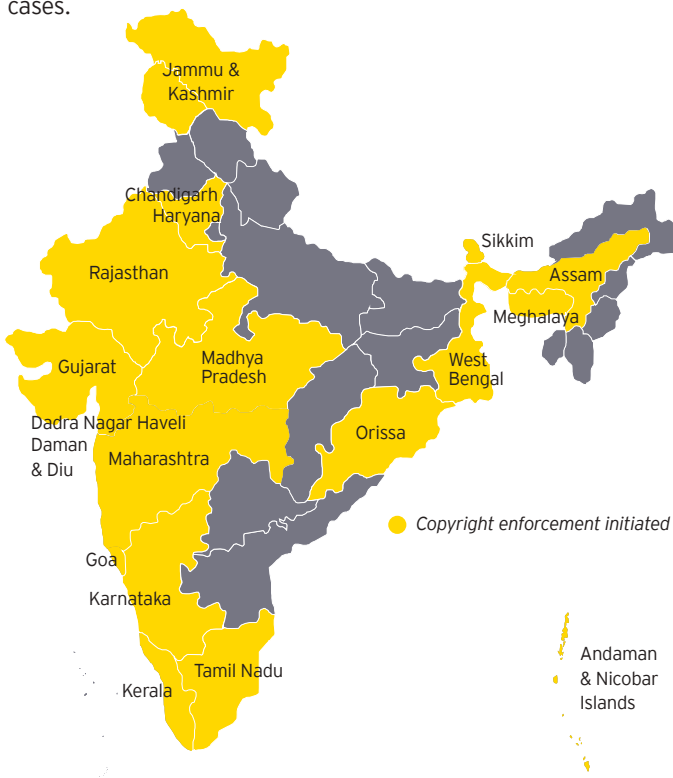 cases.
Jammu &
Kashmir
Chandigarh
Haryana
Sikkim
Rajasthan
Assam
Meghalaya
Gujarat
Madhya
Pradesh
West
Bengal
Dadra Nagar Haveli
Daman
& Diu
Maharashtra
Orissa
Copyright enforcement initiated
Goa
Karnataka
Tamil Nadu
Kerala
Andaman
& Nicobar
Islands